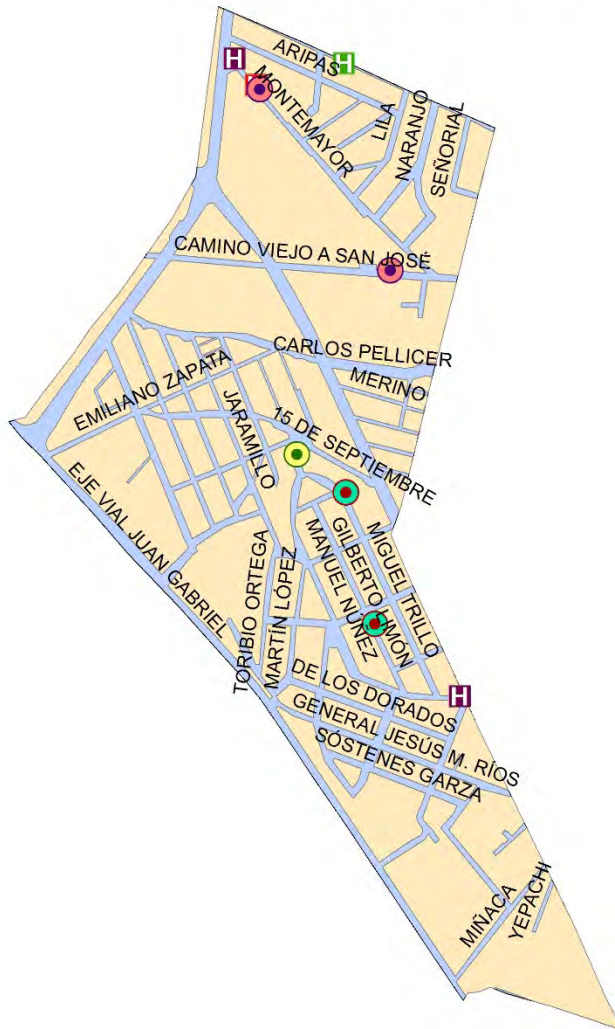 H
ARIPAS
H
MONTEMAYOR
LILA
NARANJO
SEÑORIAL
CAMINO VIEJO A SAN JOSÉ
CARLOS PELLICER
MERINO
EMILIANO ZAPATA
JARAMILLO
15 DE SEPTIEMBRE
EJE VIAL JUAN GABRIEL
TORIBIO ORTEGA
MARTÍN LÓPEZ
MANUEL NÚÑEZ
GILBERTO LIMÓN
MIGUEL TRILLO
H
DE LOS DORADOS
GENERAL JESÚS M. RÍOS
SÓSTENES GARZA
MIÑACA
YEPACHI